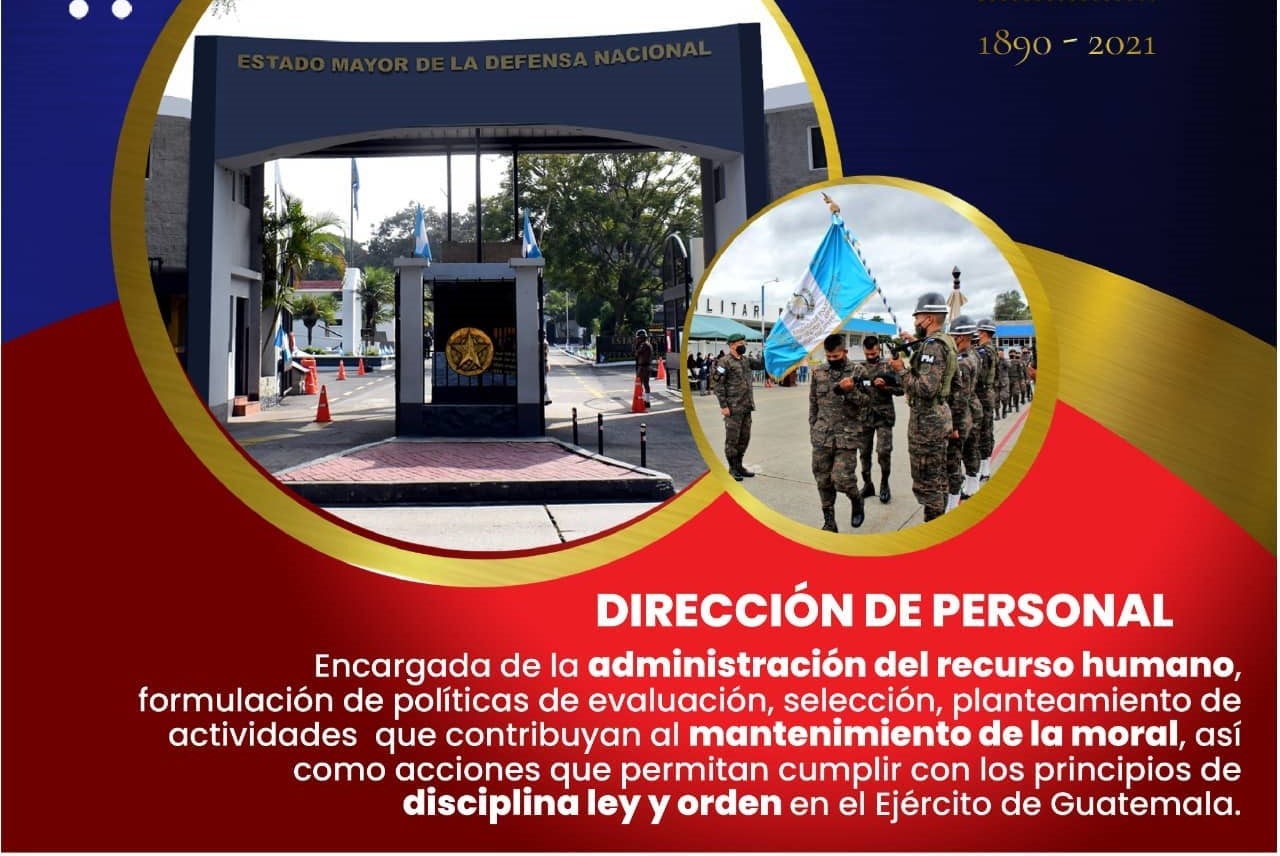 1890 - 2021
ESTADO MAYOR DE LA DEFENSA NACIONAL
LITAR
PM
DIRECCIÓN DE PERSONAL
Encargada de la administración del recurso humano,
formulación de políticas de evaluación, selección, planteamiento de
actividades que contribuyan al mantenimiento de la moral, así
como acciones que permitan cumplir con los principios de
disciplina ley y orden en el Ejército de Guatemala.